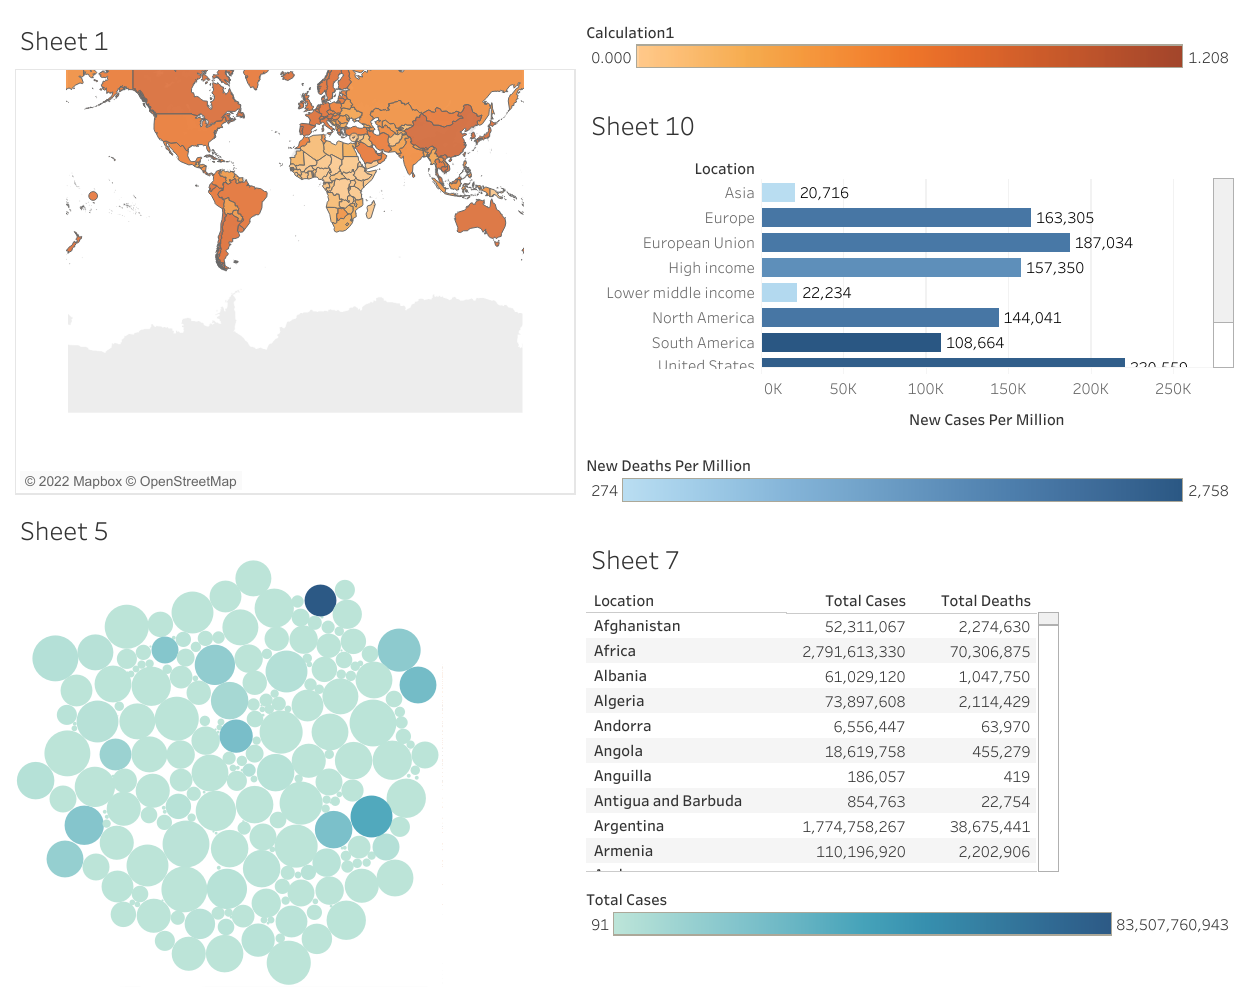 Sheet 1
© 2022 Mapbox © OpenStreetMap
Calculation1
0.000 1.208
Sheet 10
Location
Asia 20,716
Europe 163,305
European Union 187,034
High income 157,350
Lower middle income 22,234
North America 144,041
South America 108,664
United States
0K 50K 100K 150K 200K 250K
New Cases Per Million
New Deaths Per Million
274 2,758
Sheet 5
Sheet 7
Location Total Cases Total Deaths
Afghanistan 52,311,067 2,274,630
Africa 2,791,613,330 70,306,875
Albania 61,029,120 1,047,750
Algeria 73,897,608 2,114,429
Andorra 6,556,447 63,970
Angola 18,619,758 455,279
Anguilla 186,057 419
Antigua and Barbuda 854,763 22,754
Argentina 1,774,758,267 38,675,441
Armenia 110,196,920 2,202,906
Total Cases
91 83,507,760,943